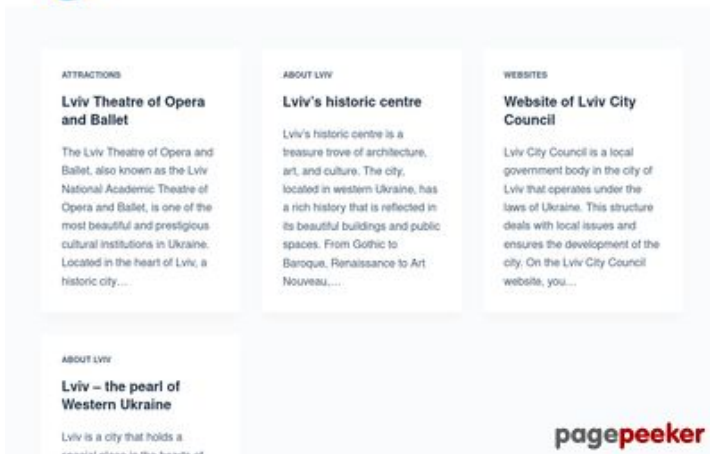 ATTRACTIONS
Lviv Theatre of Opera
and Ballet
The Lviv Theatre of Opera and
Ballet, also known as the Lviv
National Academic Theatre of
Opera and Ballet, is one of the
most beautiful and prestigious
cultural institutions in Ukraine.
Located in the heart of Lviv, a
historic city…
ABOUT LVIV
Lviv's historic centre
Lviv's historic centre is a
treasure trove of architecture,
art, and culture. The city,
located in western Ukraine, has
a rich history that is reflected in
its beautiful buildings and public
spaces. From Gothic to
Baroque, Renaissance to Art
Nouveau,…
WEBSITES
Website of Lviv City
Council
Lviv City Council is a local
government body in the city of
Lviv that operates under the
laws of Ukraine. This structure
deals with local issues and
ensures the development of the
city. On the Lviv City Council
website, you…
ABOUT LVIV
Lviv – the pearl of
Western Ukraine
Lviv is a city that holds a
pagepeeker